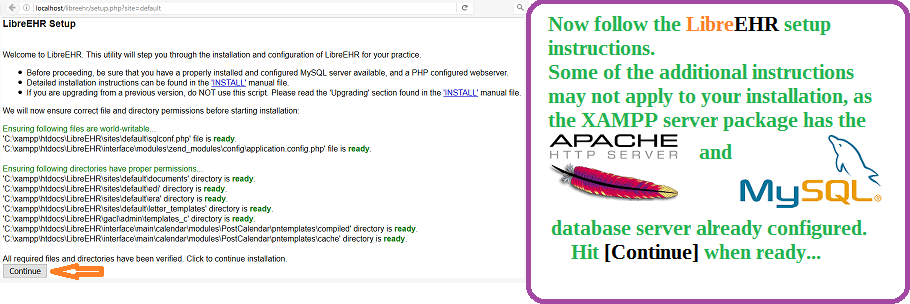 localhost/libreehr/setup.php?site=default
Search
LibreEHR Setup
Welcome to LibreEHR. This utility will step you through the installation and configuration of LibreEHR for your practice.
Before proceeding, be sure that you have a properly installed and configured MySQL server available, and a PHP configured webserver.
Detailed installation instructions can be found in the 'INSTALL' manual file.
If you are upgrading from a previous version, do NOT use this script. Please read the 'Upgrading' section found in the 'INSTALL' manual file.
We will now ensure correct file and directory permissions before starting installation:
Ensuring following files are world-writable...
'C:\xampp\htdocs\LibreEHR\sites\default\sqlconf.php' file is ready.
'C:\xampp\htdocs\LibreEHR\interface\modules\zend_modules\config\application.config.php' file is ready.
Ensuring following directories have proper permissions...
'C:\xampp\htdocs\LibreEHR\sites\default\documents' directory is ready.
'C:\xampp\htdocs\LibreEHR\sites\default\edi' directory is ready.
'C:\xampp\htdocs\LibreEHR\sites\default\era' directory is ready.
'C:\xampp\htdocs\LibreEHR\sites\default\letter_templates' directory is ready.
'C:\xampp\htdocs\LibreEHR\gacl\admin\templates_c' directory is ready.
'C:\xampp\htdocs\LibreEHR\interface\main\calendar\modules\PostCalendar\pntemplates\compiled' directory is ready.
'C:\xampp\htdocs\LibreEHR\interface\main\calendar\modules\PostCalendar\pntemplates\cache' directory is ready.
All required files and directories have been verified. Click to continue installation.
Continue
Now follow the LibreEHR setup
instructions.
Some of the additional instructions
may not apply to your installation, as
the XAMPP server package has the
APACHE
HTTP SERVER
and
MySQL®
database server already configured.
Hit [Continue] when ready...